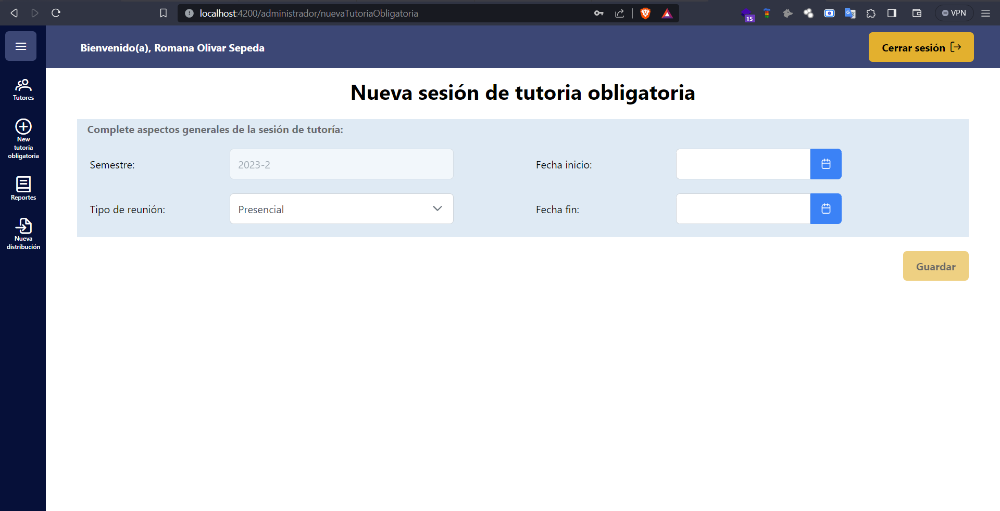 localhost:4200/administrador/nuevaTutoriaObligatoria
15
VPN
Bienvenido(a), Romana Olivar Sepeda
Cerrar sesión
Tutores
New
tutoria
obligatoria
Reportes
Nueva
distribución
Nueva sesión de tutoria obligatoria
Complete aspectos generales de la sesión de tutoría:
Semestre:
2023-2
Fecha inicio:
Tipo de reunión:
Presencial
Fecha fin:
Guardar